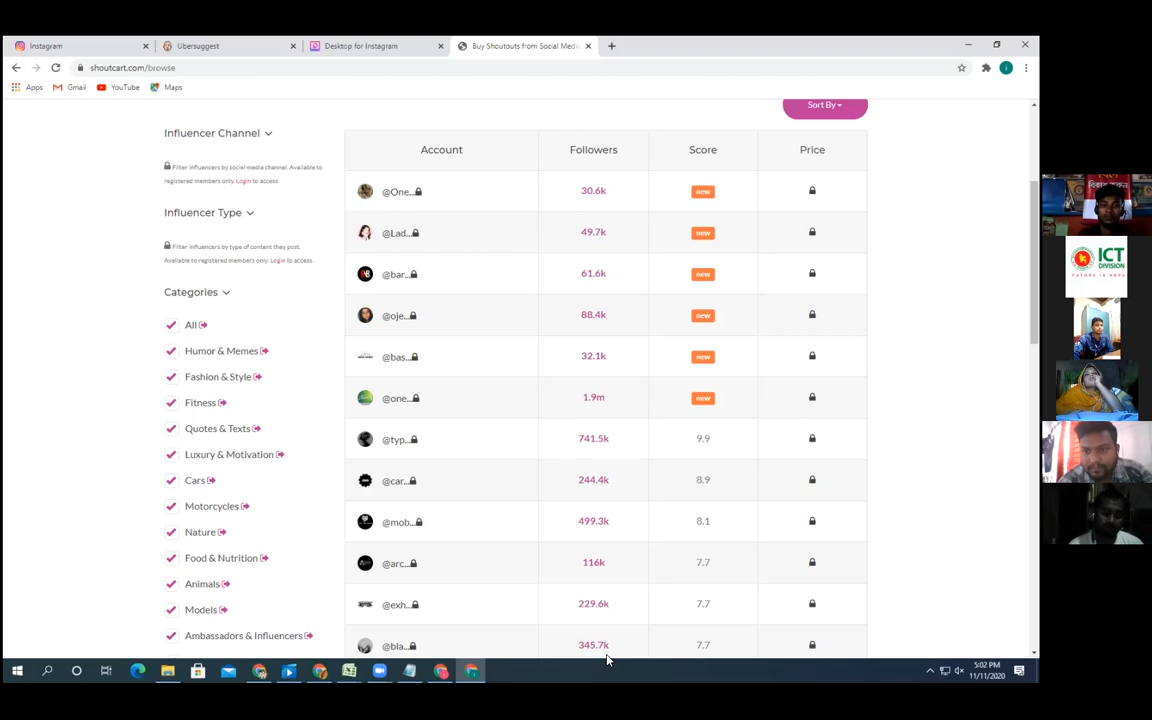 Instagram
Ubersuggest
Desktop for Instagram
Buy Shoutouts from Social Medi
shoutcart.com/browse
Apps
Gmail
YouTube
Maps
Sort By
Influencer Channel
Filter influencers by social media channel. Available to
registered members only. Login to access.
Influencer Type
Filter influencers by type of content they post.
Available to registered members only. Login to access.
Categories
All
Humor & Memes
Fashion & Style
Fitness
Quotes & Texts
Luxury & Motivation
Cars
Motorcycles
Nature
Food & Nutrition
Animals
Models
Ambassadors & Influencers
Account Followers Score Price
@One... 30.6k new
@Lad... 49.7k new
@bar... 61.6k new
@oje... 88.4k new
@bas... 32.1k new
@one... 1.9m new
@typ... 741.5k 9.9
@car... 244.4k 8.9
@mob... 499.3k 8.1
@arc... 116k 7.7
@exh... 229.6k 7.7
@bla... 345.7k 7.7
ICT
DIVISION
FUTURE IS HERE
5:02 PM
11/11/2020